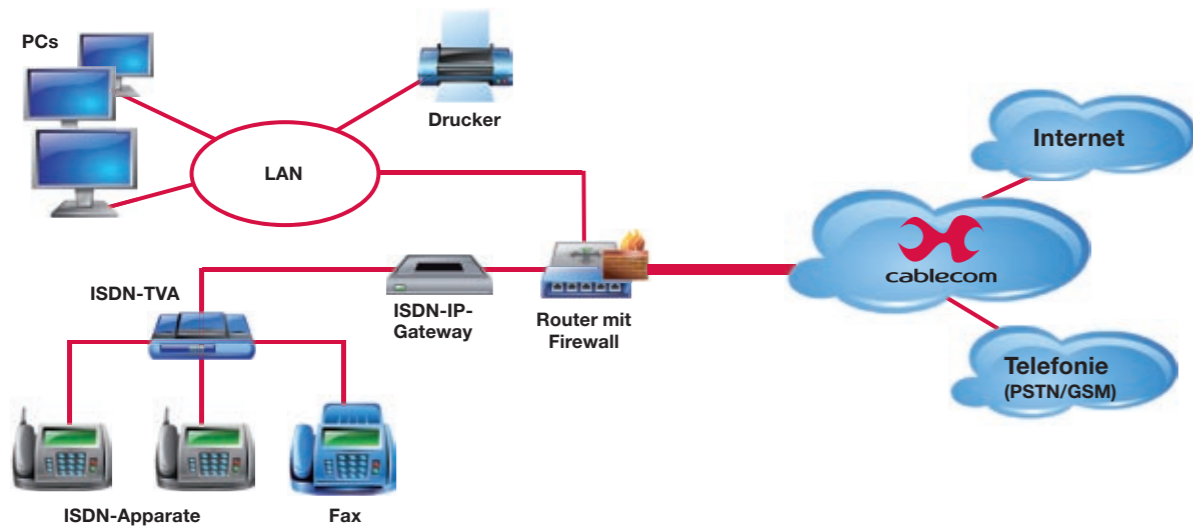 PCs
Drucker
LAN
Internet
cablecom
ISDN-TVA
ISDN-IP-
Gateway
Router mit
Firewall
Telefonie
(PSTN/GSM)
ISDN-Apparate
Fax